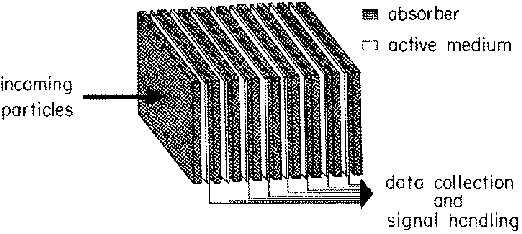 absorber
active medium
incoming
particles
data collection
and
signal handling